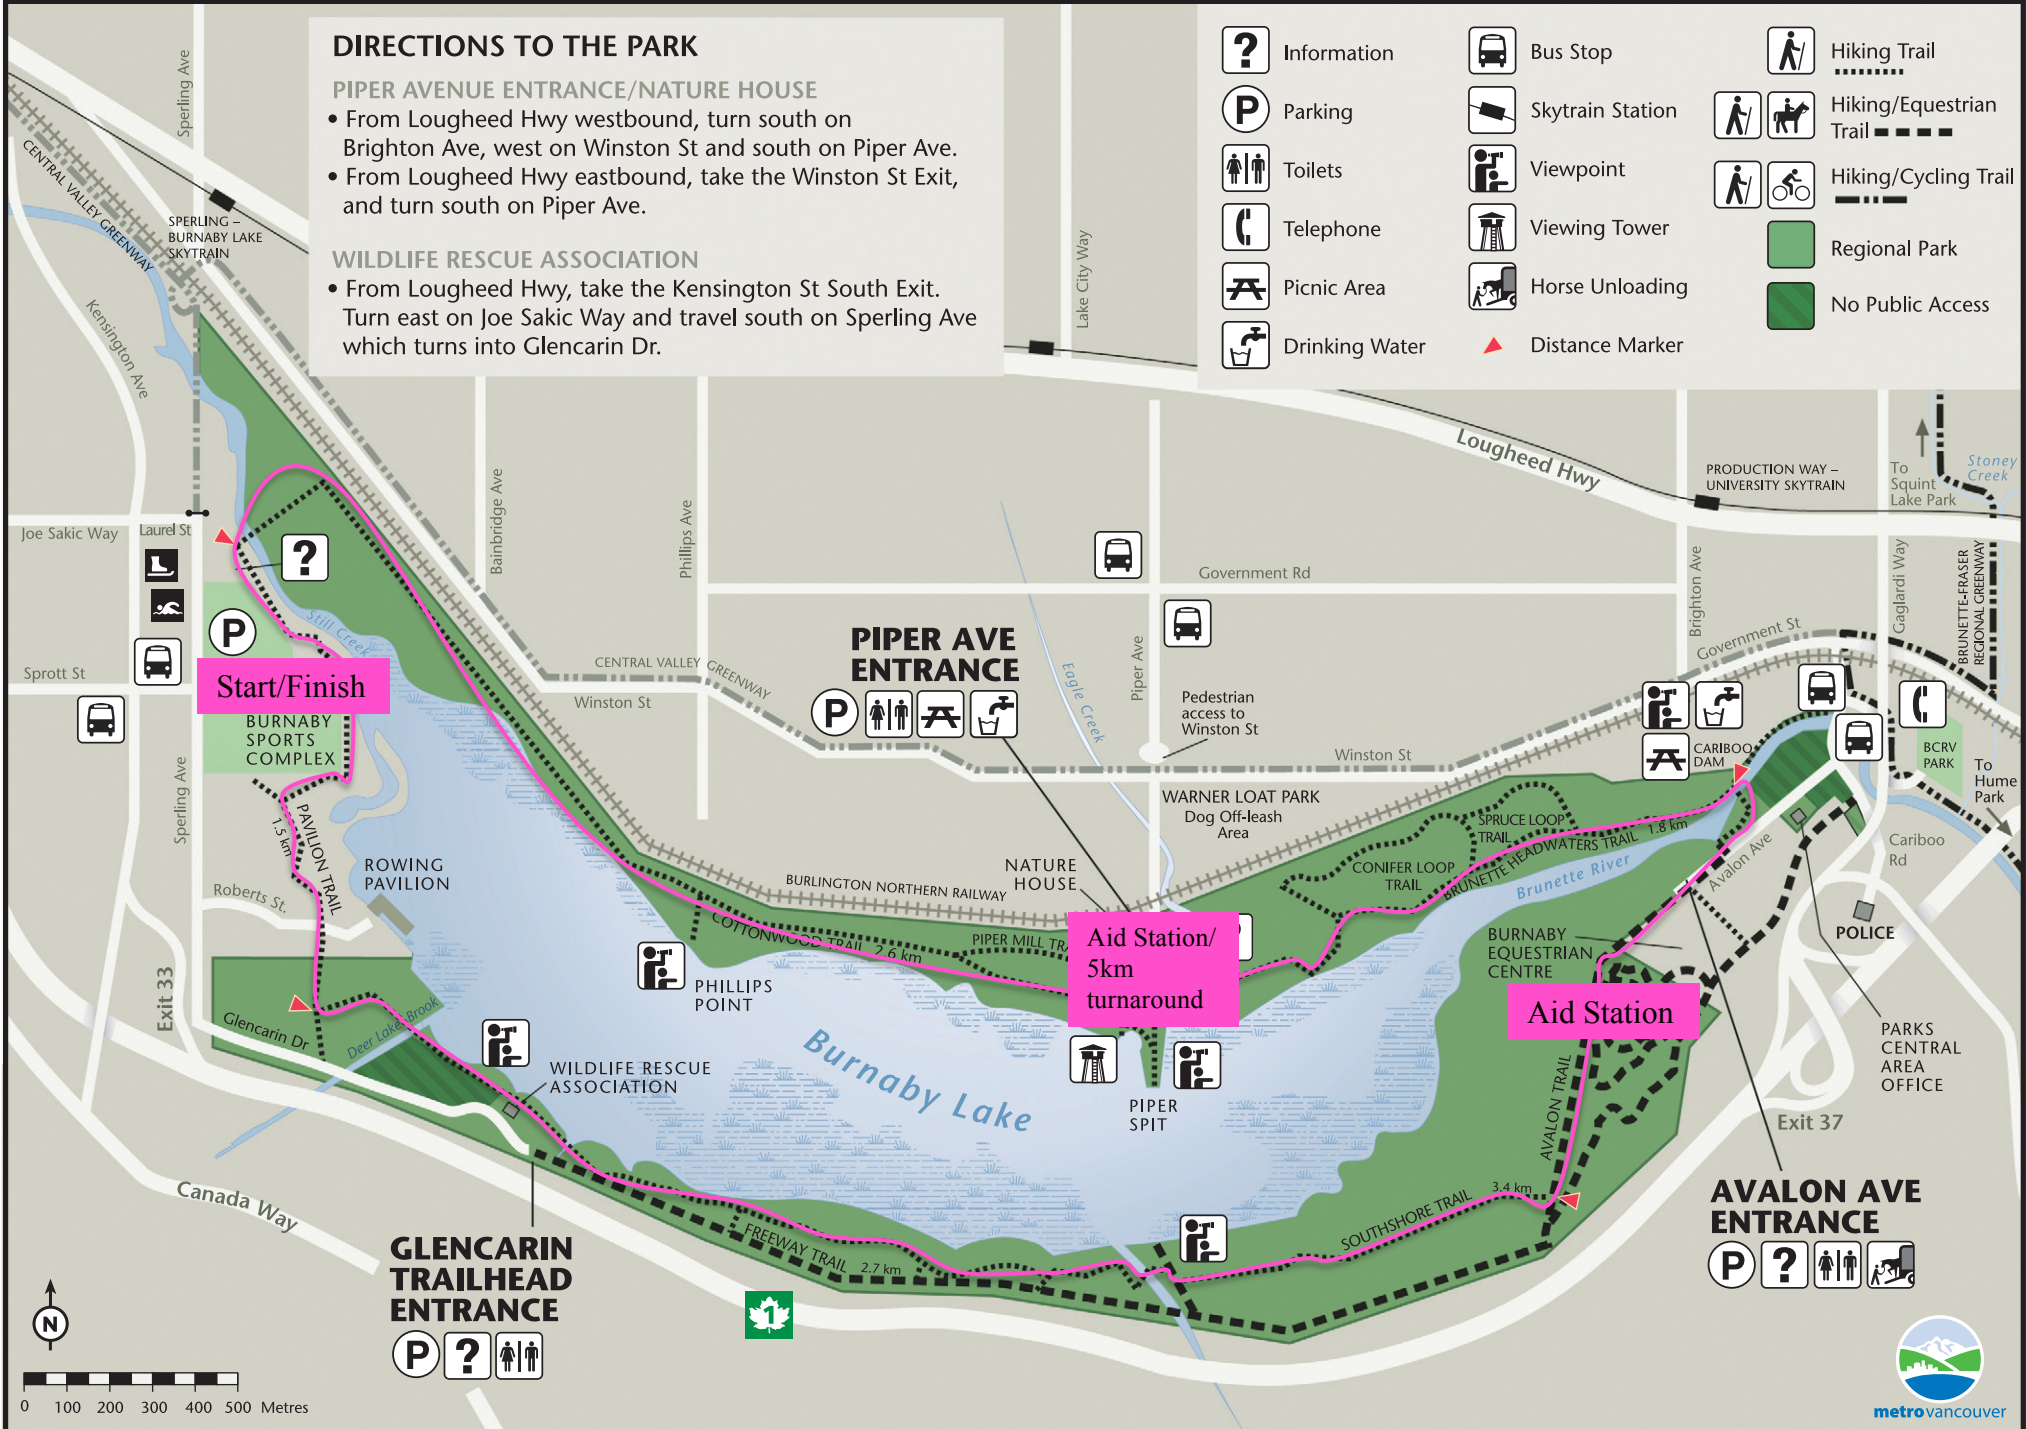 DIRECTIONS TO THE PARK
PIPER AVENUE ENTRANCE/NATURE HOUSE
• From Lougheed Hwy westbound, turn south on
Brighton Ave, west on Winston St and south on Piper Ave.
• From Lougheed Hwy eastbound, take the Winston St Exit,
and turn south on Piper Ave.
WILDLIFE RESCUE ASSOCIATION
• From Lougheed Hwy, take the Kensington St South Exit.
Turn east on Joe Sakic Way and travel south on Sperling Ave
which turns into Glencarin Dr.
?
Information
P
Parking
Toilets
Telephone
Picnic Area
Drinking Water
Bus Stop
Skytrain Station
Viewpoint
Viewing Tower
Horse Unloading
Distance Marker
Hiking Trail
Hiking/Equestrian
Trail
Hiking/Cycling Trail
Regional Park
No Public Access
Sperling Ave
CENTRAL VALLEY GREENWAY
SPERLING –
BURNABY LAKE
SKYTRAIN
Kensington Ave
Lake City Way
Lougheed Hwy
PRODUCTION WAY –
UNIVERSITY SKYTRAIN
To
Squint
Lake Park
Stoney
Creek
Joe Sakic Way
Laurel St
?
P
Still Creek
Bainbridge Ave
Phillips Ave
Government Rd
Brighton Ave
Gaglardi Way
BRUNETTE-FRASER
REGIONAL GREENWAY
Government St
Sprott St
Start/Finish
BURNABY
SPORTS
COMPLEX
CENTRAL VALLEY GREENWAY
Winston St
PIPER AVE
ENTRANCE
P
Eagle Creek
Piper Ave
Pedestrian
access to
Winston St
Winston St
CARIBOO
DAM
BCRV
PARK
To
Hume
Park
Sperling Ave
PAVILION TRAIL
1.5 km
ROWING
PAVILION
Roberts St.
WARNER LOAT PARK
Dog Off-leash
Area
NATURE
HOUSE
BURLINGTON NORTHERN RAILWAY
SPRUCE LOOP
TRAIL
CONIFER LOOP
TRAIL
BRUNETTE HEADWATERS TRAIL
1.8 km
Brunette River
Avalon Ave
Cariboo
Rd
POLICE
COTTONWOOD TRAIL 2.6 km
PIPER MILL
Aid Station/
5km
turnaround
BURNABY
EQUESTRIAN
CENTRE
Aid Station
PHILLIPS
POINT
Exit 33
Glencarin Dr
Deer Lake Brook
WILDLIFE RESCUE
ASSOCIATION
Burnaby Lake
PIPER
SPIT
AVALON TRAIL
PARKS
CENTRAL
AREA
OFFICE
Exit 37
Canada Way
GLENCARIN
TRAILHEAD
ENTRANCE
P
?
FREEWAY TRAIL 2.7 km
1
SOUTHSHORE TRAIL
3.4 km
AVALON AVE
ENTRANCE
P
?
N
0 100 200 300 400 500 Metres
metrovancouver